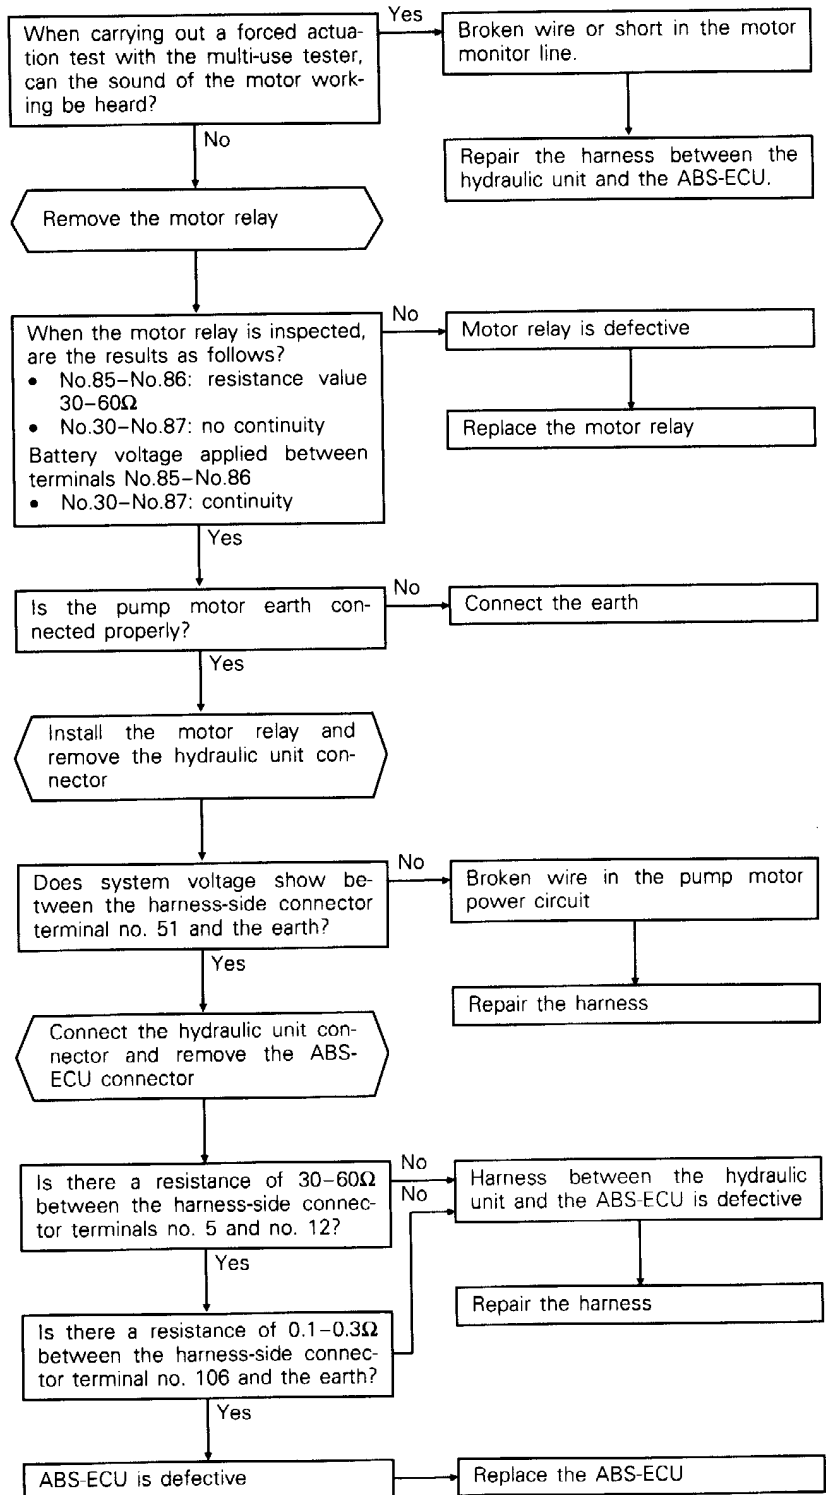 When carrying out a forced actua-
tion test with the multi-use tester,
can the sound of the motor work-
ing be heard?
Yes
Broken wire or short in the motor
monitor line.
No
Repair the harness between the
hydraulic unit and the ABS-ECU.
Remove the motor relay
When the motor relay is inspected,
are the results as follows?
• No.85–No.86: resistance value
30–60Ω
• No.30–No.87: no continuity
Battery voltage applied between
terminals No.85–No.86
• No.30–No.87: continuity
No
Motor relay is defective
Replace the motor relay
Yes
Is the pump motor earth con-
nected properly?
No
Connect the earth
Yes
Install the motor relay and
remove the hydraulic unit con-
nector
Does system voltage show be-
tween the harness-side connector
terminal no. 51 and the earth?
No
Broken wire in the pump motor
power circuit
Yes
Repair the harness
Connect the hydraulic unit con-
nector and remove the ABS-
ECU connector
Is there a resistance of 30–60Ω
between the harness-side connec-
tor terminals no. 5 and no. 12?
No
No
Harness between the hydraulic
unit and the ABS-ECU is defective
Yes
Repair the harness
Is there a resistance of 0.1–0.3Ω
between the harness-side connec-
tor terminal no. 106 and the earth?
Yes
ABS-ECU is defective
Replace the ABS-ECU